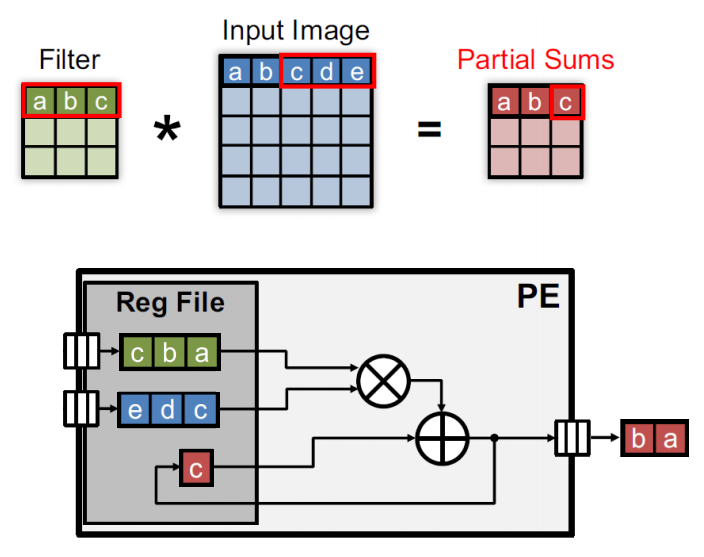 Input Image
Filter
Partial Sums
a b c
a b c d e
a b c
*
=
Reg File
PE
c b a
e d c
c
b a